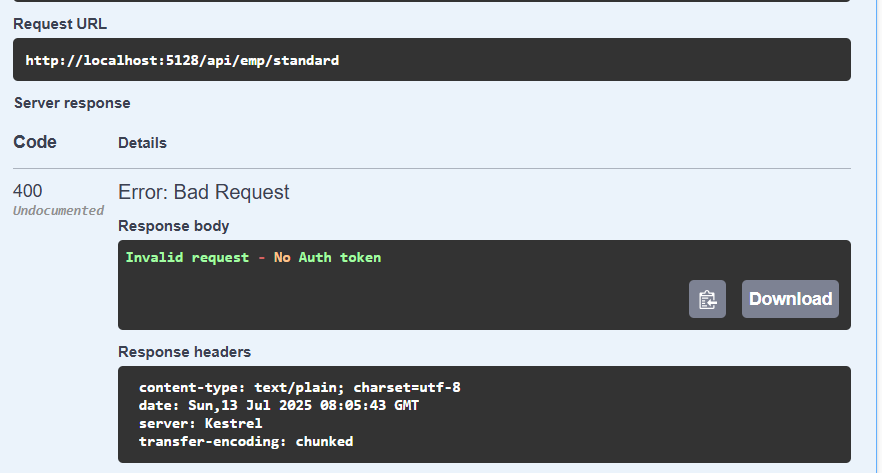 Request URL
http://localhost:5128/api/emp/standard
Server response
Code Details
400 Error: Bad Request
Undocumented
Response body
Invalid request - No Auth token
Download
Response headers
content-type: text/plain; charset=utf-8
date: Sun,13 Jul 2025 08:05:43 GMT
server: Kestrel
transfer-encoding: chunked